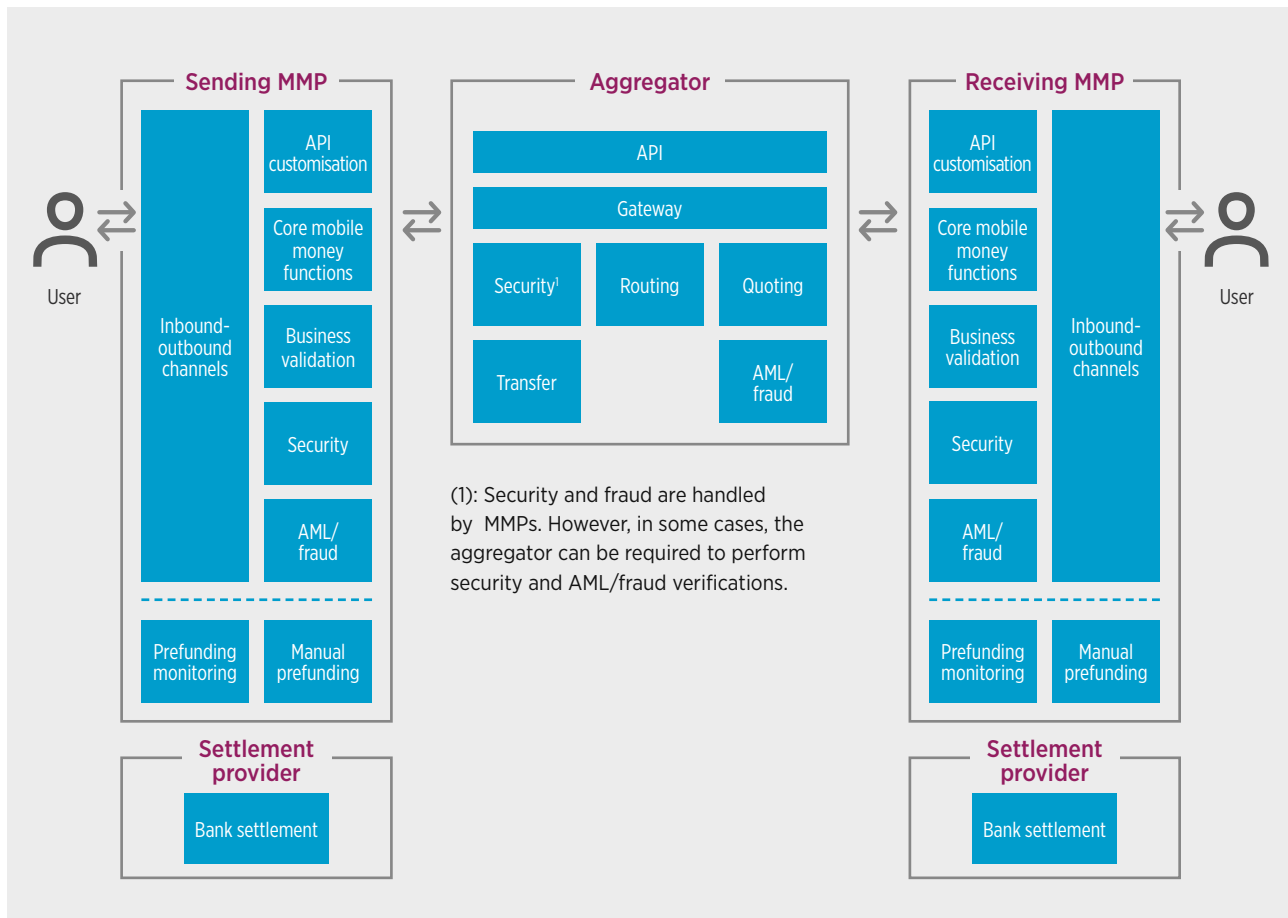 Sending MMP
API
customisation
Core mobile
money
functions
Inbound-
outbound
channels
Business
validation
Security
AML/
fraud
Prefunding
monitoring
Manual
prefunding
User
Settlement
provider
Bank settlement
Aggregator
API
Gateway
Security¹
Routing
Quoting
Transfer
AML/
fraud
(1): Security and fraud are handled
by MMPs. However, in some cases, the
aggregator can be required to perform
security and AML/fraud verifications.
Receiving MMP
API
customisation
Core mobile
money
functions
Business
validation
Inbound-
outbound
channels
Security
AML/
fraud
Prefunding
monitoring
Manual
prefunding
User
Settlement
provider
Bank settlement